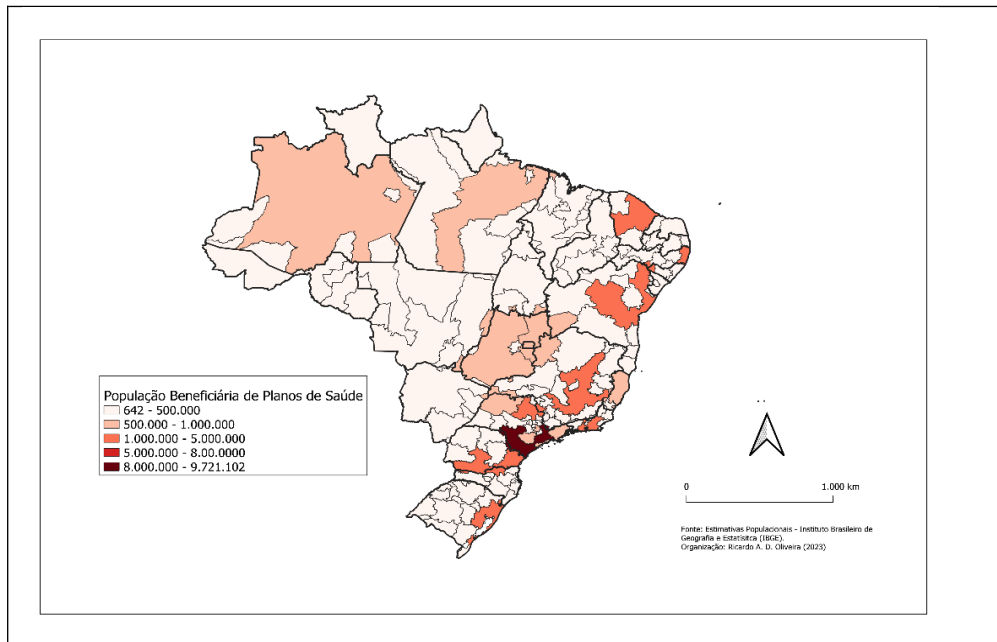 População Beneficiária de Planos de Saúde
642 - 500.000
500.000 - 1.000.000
1.000.000 - 5.000.000
5.000.000 - 8.00.0000
8.000.000 - 9.721.102
0 1.000 km
Fonte: Estimativas Populacionais - Instituto Brasileiro de
Geografia e Estatísitca (IBGE).
Organização: Ricardo A. D. Oliveira (2023)